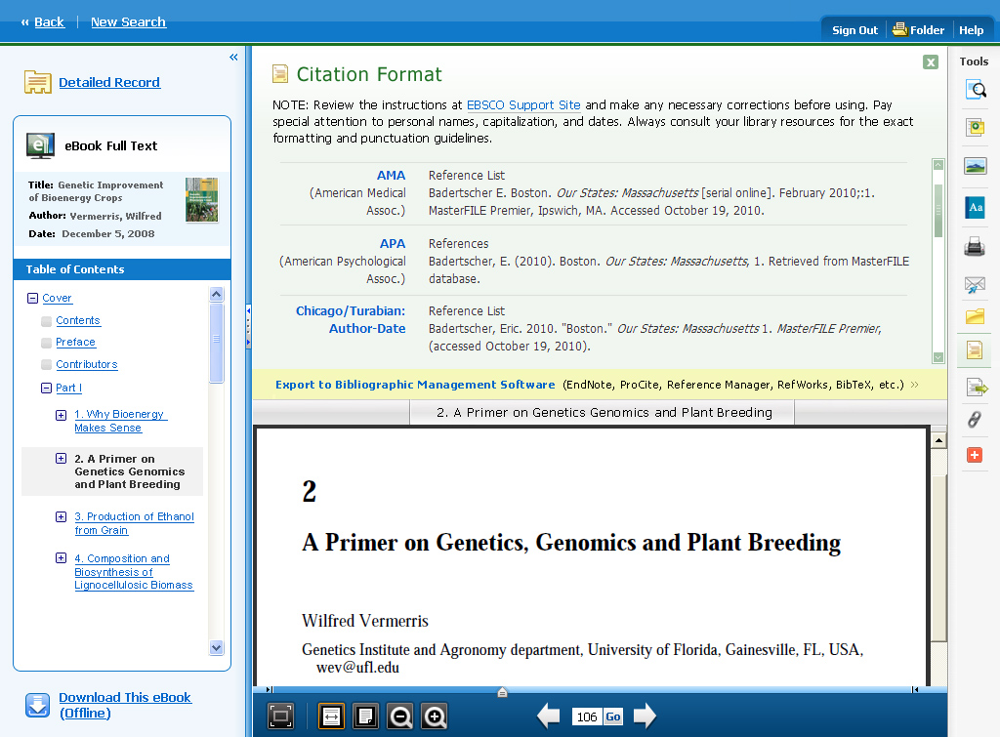 « Back | New Search
Sign Out Folder Help
«
Detailed Record
eBook Full Text
Title: Genetic Improvement
of Bioenergy Crops
Author: Vermerris, Wilfred
Date: December 5, 2008
Table of Contents
Cover
Contents
Preface
Contributors
Part I
1. Why Bioenergy
Makes Sense
2. A Primer on
Genetics Genomics
and Plant Breeding
3. Production of Ethanol
from Grain
4. Composition and
Biosynthesis of
Lignocellulosic Biomass
Download This eBook
(Offline)
Citation Format
NOTE: Review the instructions at EBSCO Support Site and make any necessary corrections before using. Pay
special attention to personal names, capitalization, and dates. Always consult your library resources for the exact
formatting and punctuation guidelines.
AMA
(American Medical
Assoc.)
Reference List
Badertscher E. Boston. Our States: Massachusetts [serial online]. February 2010;:1.
MasterFILE Premier, Ipswich, MA. Accessed October 19, 2010.
APA
(American Psychological
Assoc.)
References
Badertscher, E. (2010). Boston. Our States: Massachusetts, 1. Retrieved from MasterFILE
database.
Chicago/Turabian:
Author-Date
Reference List
Badertscher, Eric. 2010. "Boston." Our States: Massachusetts 1. MasterFILE Premier,
(accessed October 19, 2010).
Export to Bibliographic Management Software (EndNote, ProCite, Reference Manager, RefWorks, BibTeX, etc.) »
2. A Primer on Genetics Genomics and Plant Breeding
2
A Primer on Genetics, Genomics and Plant Breeding
Wilfred Vermerris
Genetics Institute and Agronomy department, University of Florida, Gainesville, FL, USA,
wev@ufl.edu
106 Go
Tools
Aa